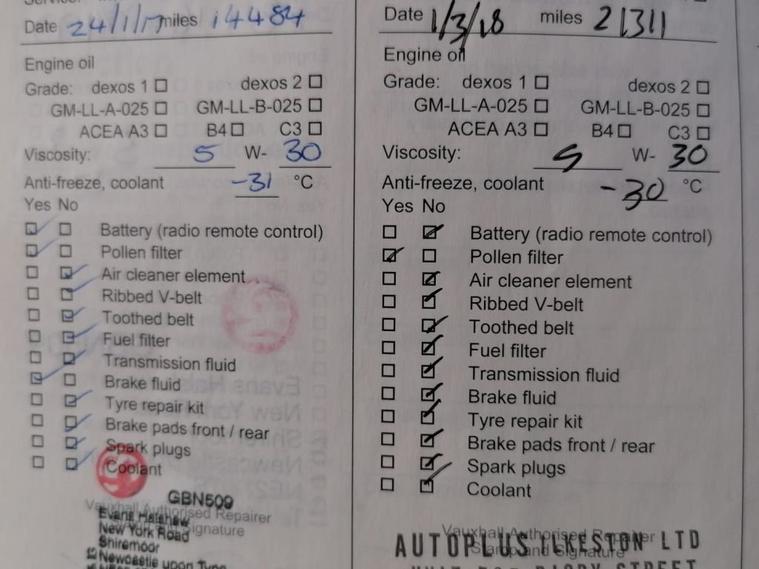 Date 24/1/17 miles 14484
Engine oil
Grade: dexos 1 ☐ dexos 2 ☐
GM-LL-A-025 ☐ GM-LL-B-025 ☐
ACEA A3 ☐ B4 ☐ C3 ☐
Viscosity: 5 W- 30
Anti-freeze, coolant -31 °C
Yes No
☑ ☐ Battery (radio remote control)
☑ ☐ Pollen filter
☐ ☑ Air cleaner element
☐ ☑ Ribbed V-belt
☐ ☑ Toothed belt
☐ ☑ Fuel filter
☐ ☑ Transmission fluid
☑ ☐ Brake fluid
☐ ☑ Tyre repair kit
☐ ☑ Brake pads front / rear
☐ ☑ Spark plugs
☐ ☑ Coolant
GBN509
Vauxhall Authorised Repairer
Signature
Evans Halshaw
New York Road
Shiremoor
Newcastle upon Tyne
Date 1/3/18 miles 21311
Engine oil
Grade: dexos 1 ☐ dexos 2 ☐
GM-LL-A-025 ☐ GM-LL-B-025 ☐
ACEA A3 ☐ B4 ☐ C3 ☐
Viscosity: 5 W- 30
Anti-freeze, coolant -30 °C
Yes No
☐ ☑ Battery (radio remote control)
☑ ☐ Pollen filter
☐ ☑ Air cleaner element
☐ ☑ Ribbed V-belt
☐ ☑ Toothed belt
☐ ☑ Fuel filter
☐ ☑ Transmission fluid
☐ ☑ Brake fluid
☐ ☑ Tyre repair kit
☐ ☑ Brake pads front / rear
☐ ☑ Spark plugs
☐ ☑ Coolant
Vauxhall Authorised Repairer
AUTOPLUS ILKESTON LTD
Stamp and Signature